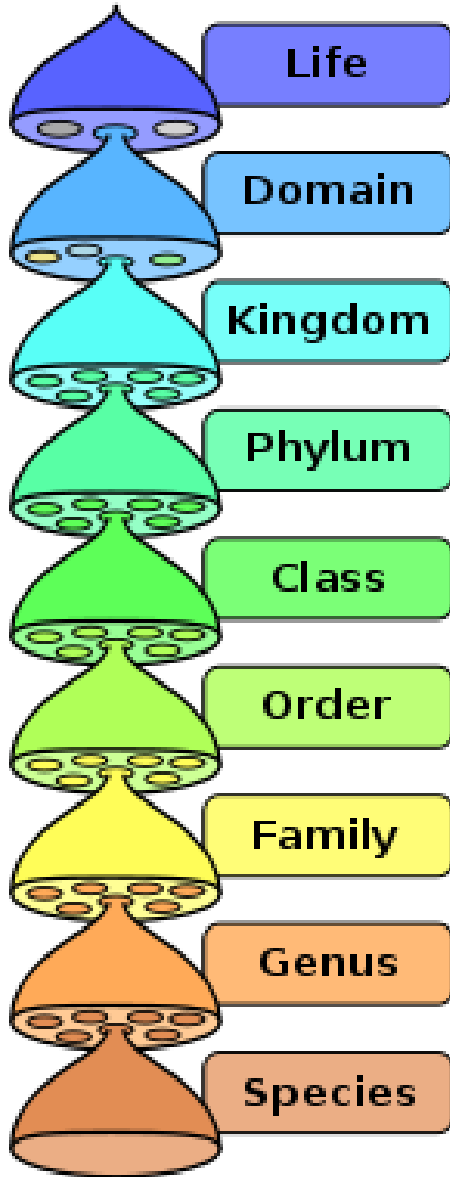 Life
Domain
Kingdom
Phylum
Class
Order
Family
Genus
Species